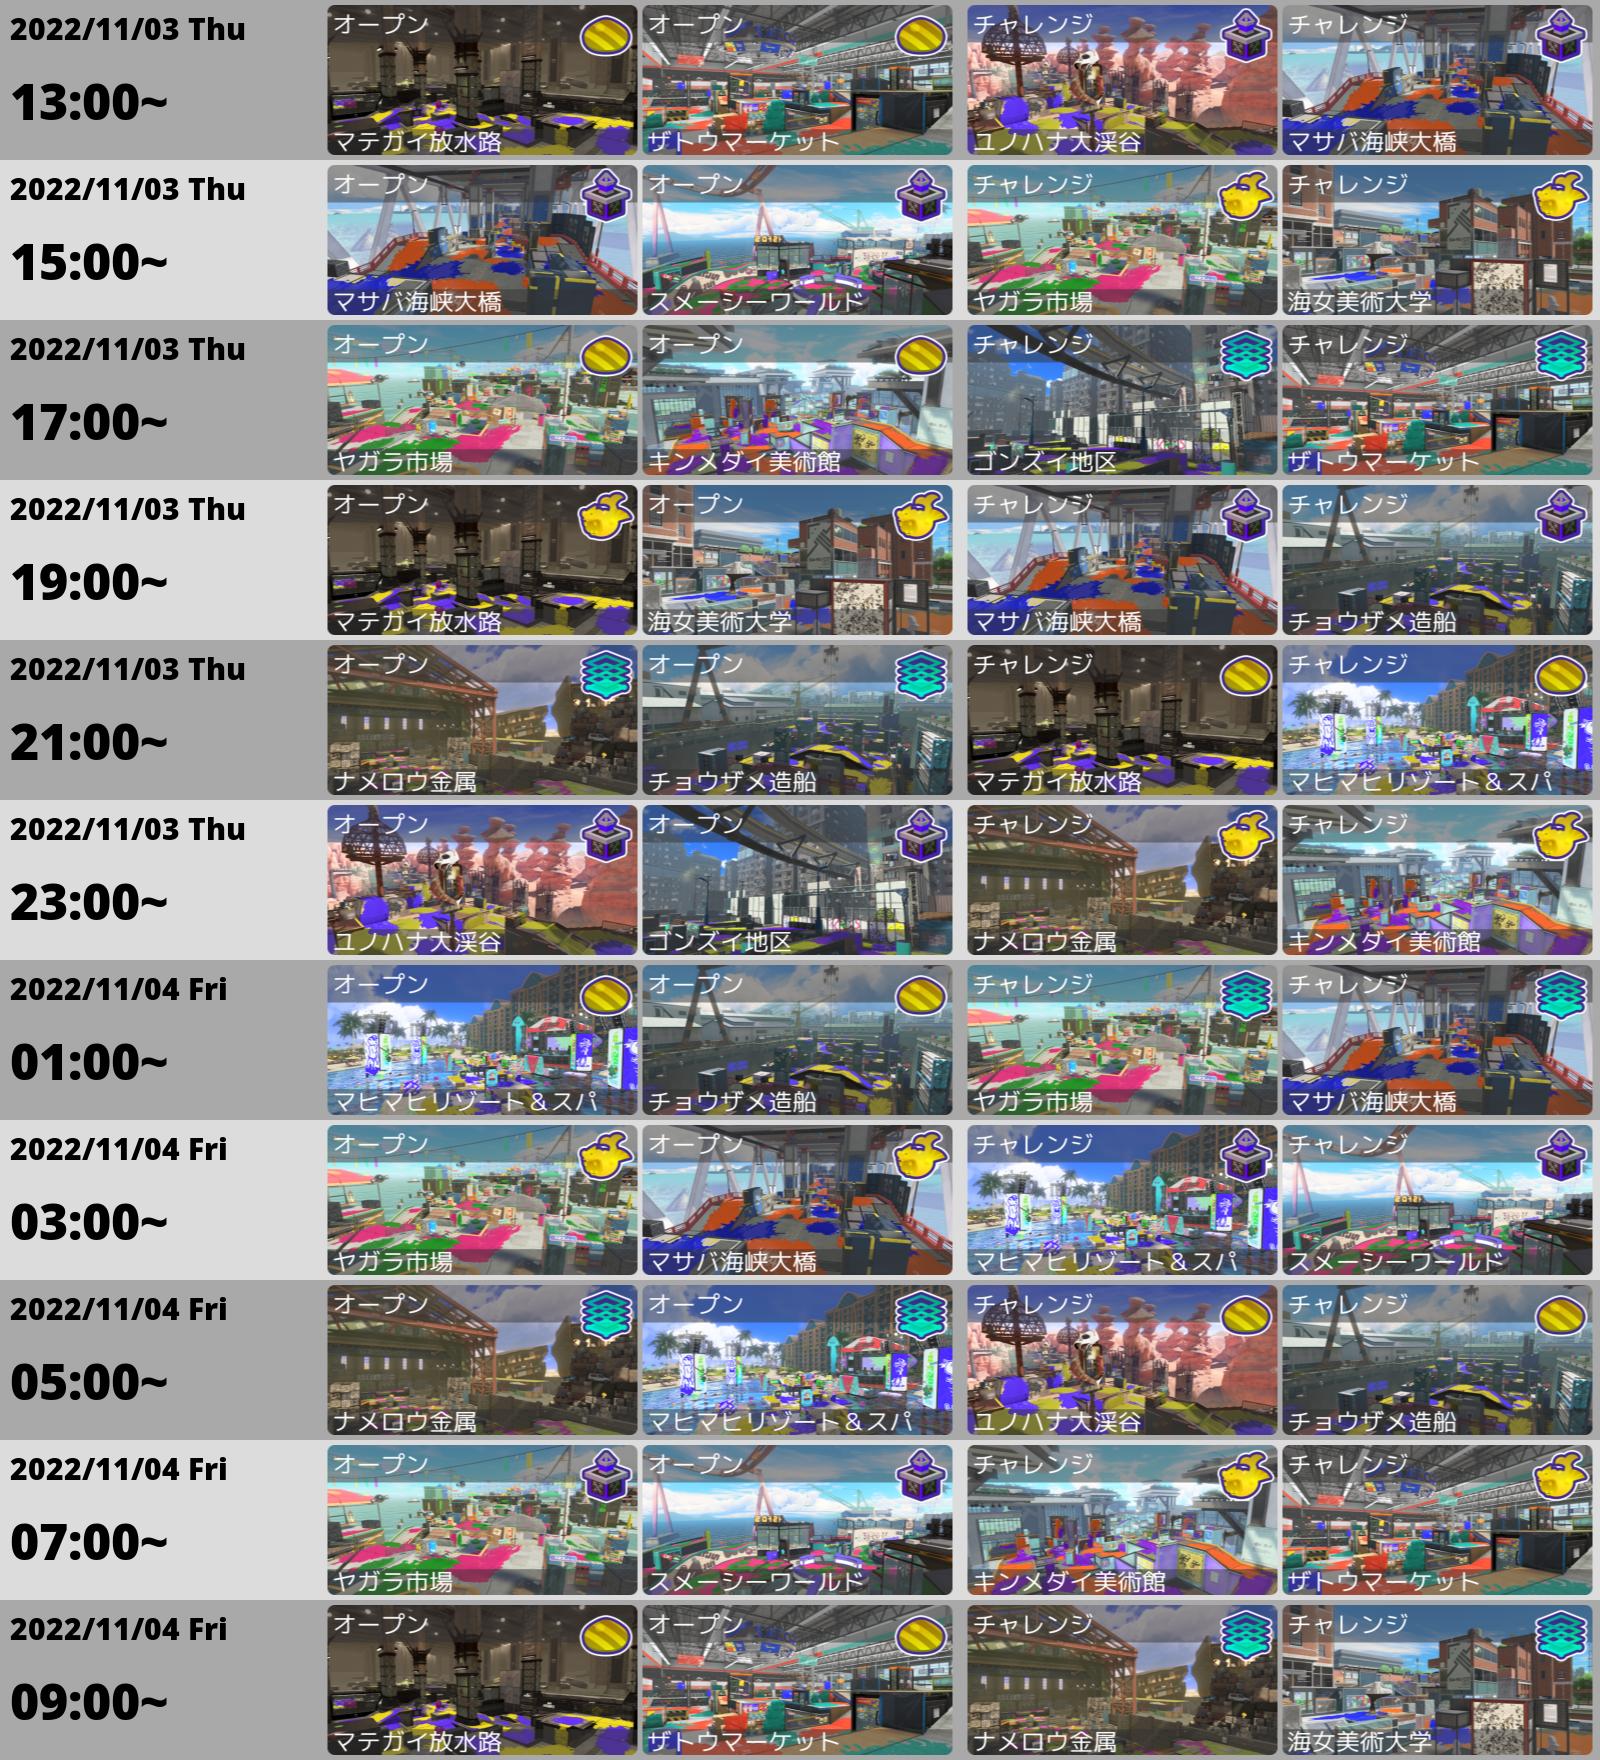 2022/11/03 Thu
13:00~
オープン
マテガイ放水路
オープン
ザトウマーケット
チャレンジ
ユノハナ大渓谷
チャレンジ
マサバ海峡大橋
2022/11/03 Thu
15:00~
オープン
マサバ海峡大橋
オープン
スメーシーワールド
チャレンジ
ヤガラ市場
チャレンジ
海女美術大学
2022/11/03 Thu
17:00~
オープン
ヤガラ市場
オープン
キンメダイ美術館
チャレンジ
ゴンズイ地区
チャレンジ
ザトウマーケット
2022/11/03 Thu
19:00~
オープン
マテガイ放水路
オープン
海女美術大学
チャレンジ
マサバ海峡大橋
チャレンジ
チョウザメ造船
2022/11/03 Thu
21:00~
オープン
ナメロウ金属
オープン
チョウザメ造船
チャレンジ
マテガイ放水路
チャレンジ
マヒマヒリゾート＆スパ
2022/11/03 Thu
23:00~
オープン
ユノハナ大渓谷
オープン
ゴンズイ地区
チャレンジ
ナメロウ金属
チャレンジ
キンメダイ美術館
2022/11/04 Fri
01:00~
オープン
マヒマヒリゾート＆スパ
オープン
チョウザメ造船
チャレンジ
ヤガラ市場
チャレンジ
マサバ海峡大橋
2022/11/04 Fri
03:00~
オープン
ヤガラ市場
オープン
マサバ海峡大橋
チャレンジ
マヒマヒリゾート＆スパ
チャレンジ
スメーシーワールド
2022/11/04 Fri
05:00~
オープン
ナメロウ金属
オープン
マヒマヒリゾート＆スパ
チャレンジ
ユノハナ大渓谷
チャレンジ
チョウザメ造船
2022/11/04 Fri
07:00~
オープン
ヤガラ市場
オープン
スメーシーワールド
チャレンジ
キンメダイ美術館
チャレンジ
ザトウマーケット
2022/11/04 Fri
09:00~
オープン
マテガイ放水路
オープン
ザトウマーケット
チャレンジ
ナメロウ金属
チャレンジ
海女美術大学